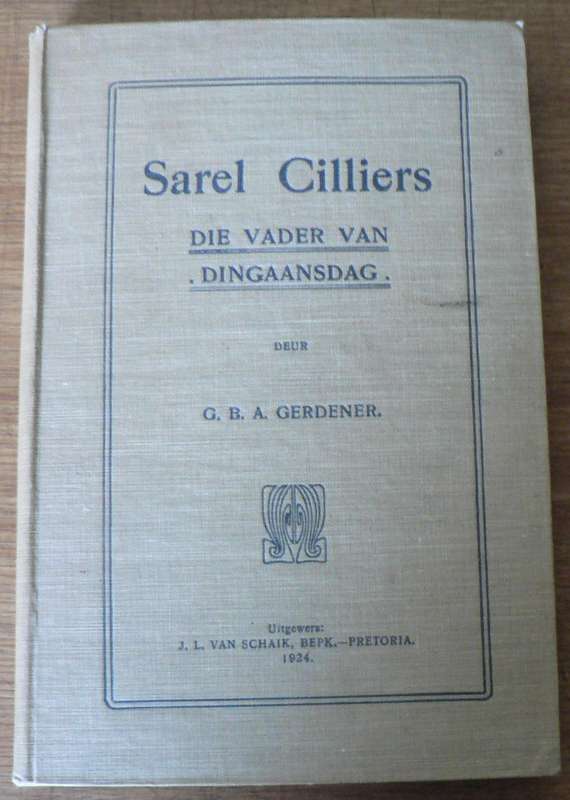 Sarel Cilliers
DIE VADER VAN
. DINGAANSDAG .
DEUR
G. B. A. GERDENER.
Uitgewers:
J. L. VAN SCHAIK, BEPK.—PRETORIA.
1924.